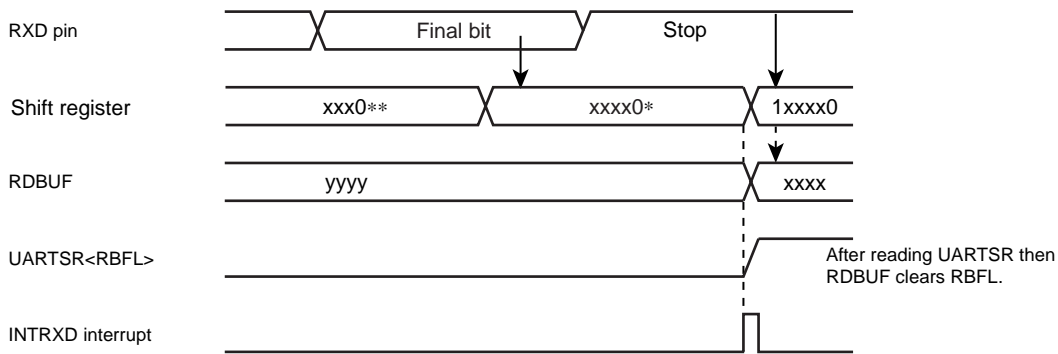 RXD pin
Final bit
Stop
Shift register
xxx0**
xxxx0*
1xxxx0
RDBUF
yyyy
xxxx
UARTSR<RBFL>
After reading UARTSR then
RDBUF clears RBFL.
INTRXD interrupt